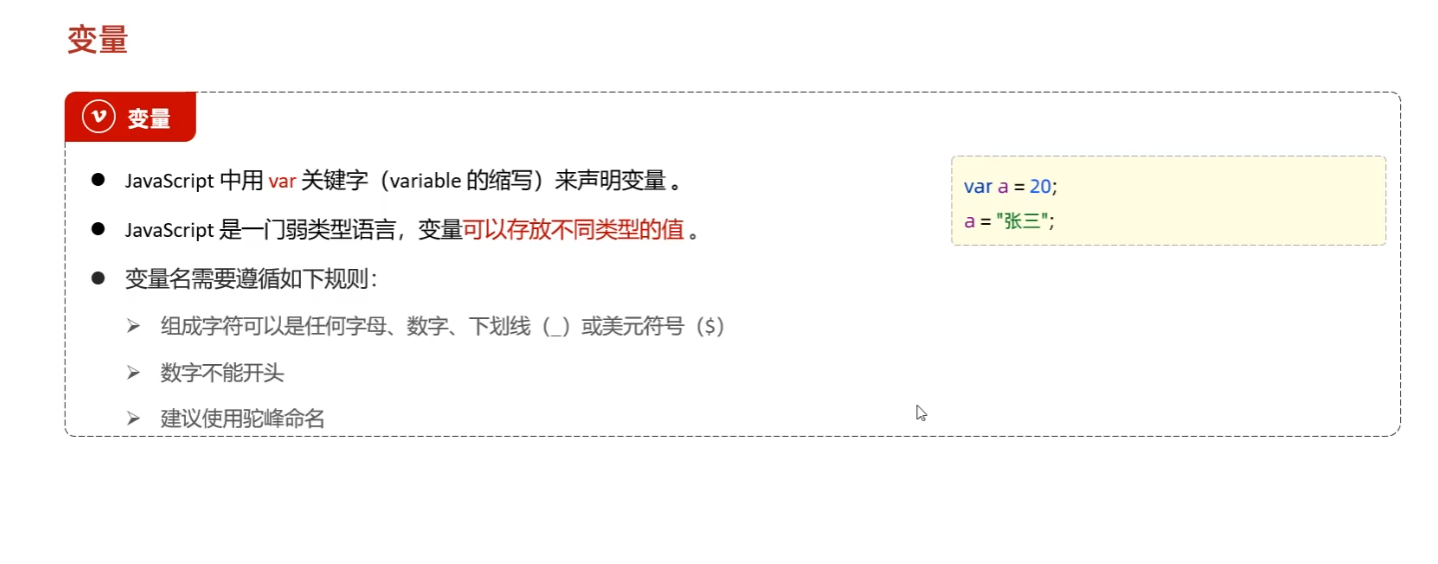 变量
变量
JavaScript 中用 var 关键字（variable 的缩写）来声明变量 。
JavaScript 是一门弱类型语言，变量可以存放不同类型的值 。
变量名需要遵循如下规则：
组成字符可以是任何字母、数字、下划线（_）或美元符号（$）
数字不能开头
建议使用驼峰命名
var a = 20;
a = "张三";